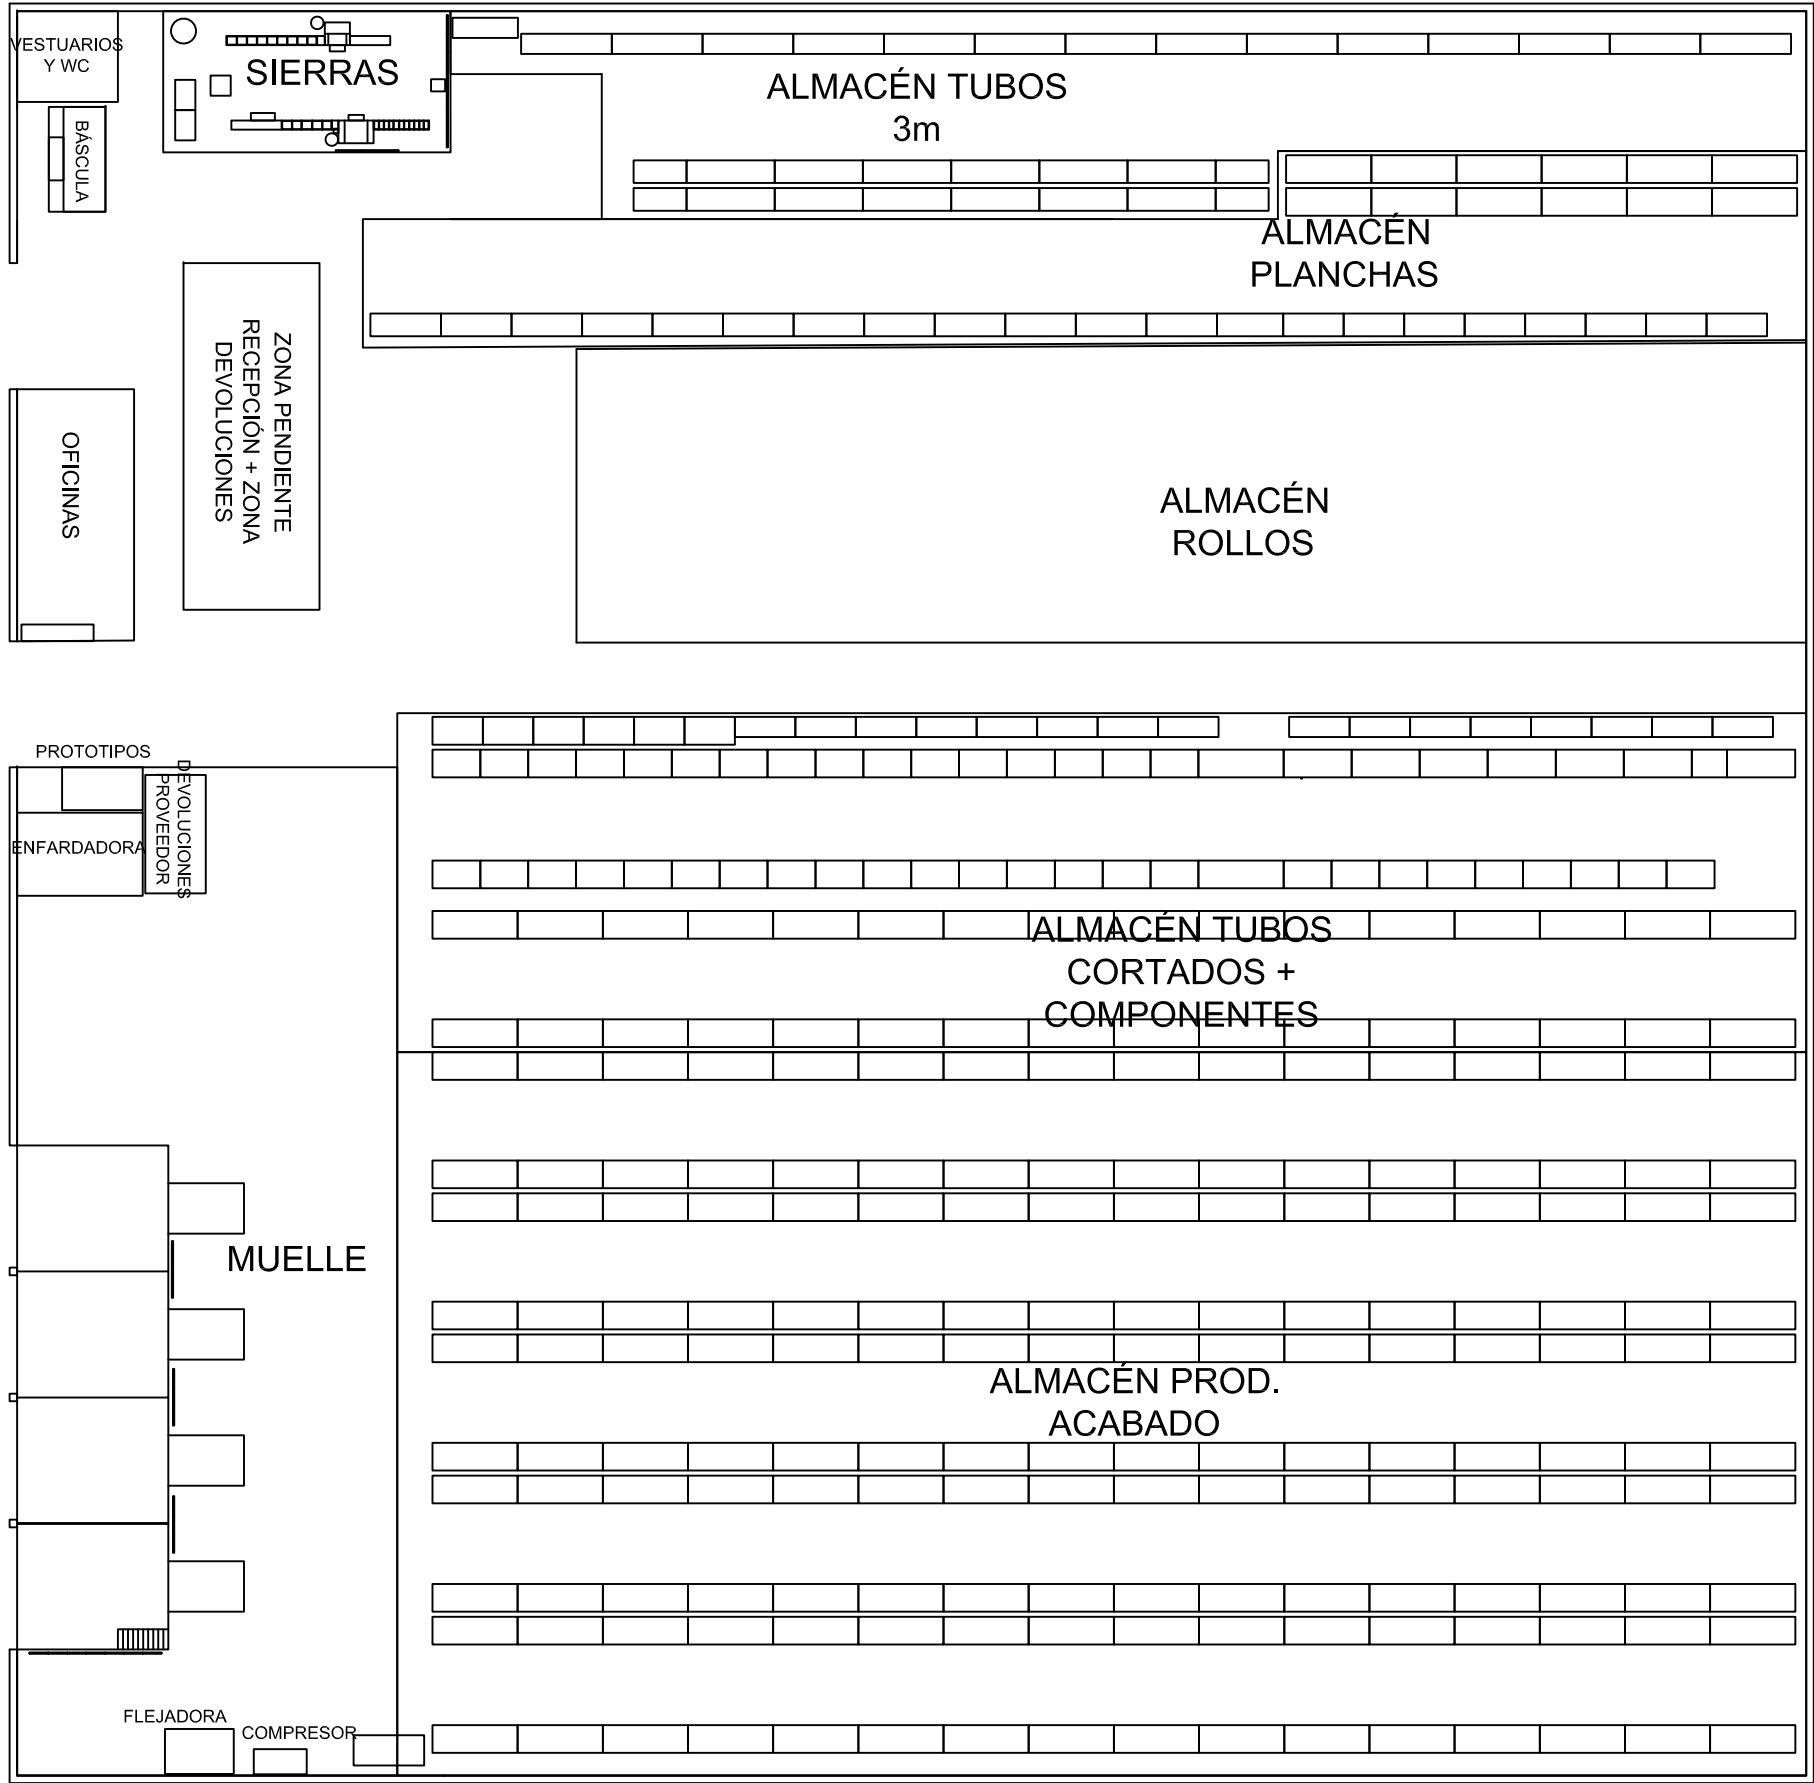 VESTUARIOS
Y WC
SIERRAS
ALMACÉN TUBOS
3m
BÁSCULA
ALMACÉN
PLANCHAS
ZONA PENDIENTE
RECEPCIÓN + ZONA
DEVOLUCIONES
OFICINAS
ALMACÉN
ROLLOS
PROTOTIPOS
DEVOLUCIONES
PROVEEDOR
ENFARDADORA
ALMACÉN TUBOS
CORTADOS +
COMPONENTES
MUELLE
ALMACÉN PROD.
ACABADO
FLEJADORA
COMPRESOR